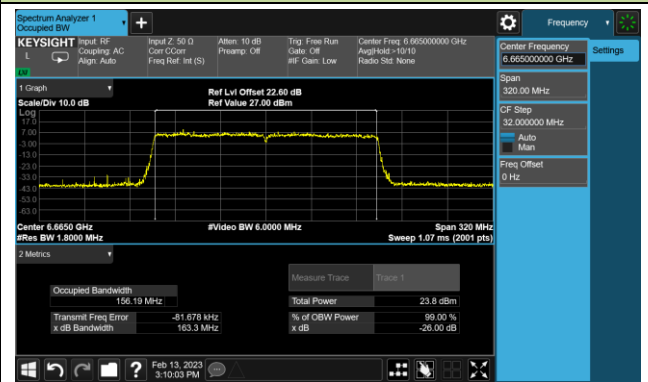 Spectrum Analyzer 1
Occupied BW
Frequency
KEYSIGHT
L
LXI
Input: RF
Coupling: AC
Align: Auto
Input Z: 50 Ω
Corr CCorr
Freq Ref: Int (S)
Atten: 10 dB
Preamp: Off
Trig: Free Run
Gate: Off
#IF Gain: Low
Center Freq: 6.665000000 GHz
Avg|Hold:>10/10
Radio Std: None
Center Frequency
6.665000000 GHz
Settings
Span
320.00 MHz
CF Step
32.000000 MHz
Auto
Man
Freq Offset
0 Hz
1 Graph
Scale/Div 10.0 dB
Ref Lvl Offset 22.60 dB
Ref Value 27.00 dBm
Log
17.0
7.00
-3.00
-13.0
-23.0
-33.0
-43.0
-53.0
-63.0
Center 6.6650 GHz
#Video BW 6.0000 MHz
Span 320 MHz
#Res BW 1.8000 MHz
Sweep 1.07 ms (2001 pts)
2 Metrics
Measure Trace
Trace 1
Occupied Bandwidth
156.19 MHz
Total Power
23.8 dBm
Transmit Freq Error
-81.678 kHz
% of OBW Power
99.00 %
x dB Bandwidth
163.3 MHz
x dB
-26.00 dB
?
Feb 13, 2023
3:10:03 PM